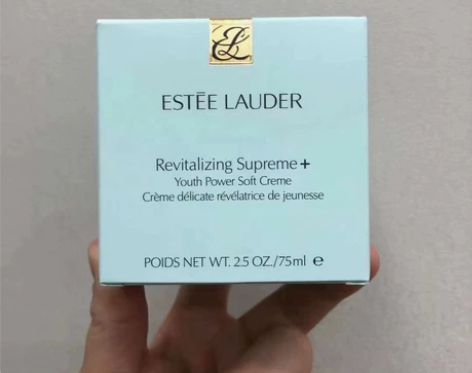 EL
ESTĒE LAUDER
Revitalizing Supreme+
Youth Power Soft Creme
Crème délicate révélatrice de jeunesse
POIDS NET WT. 2.5 OZ./75ml ℮